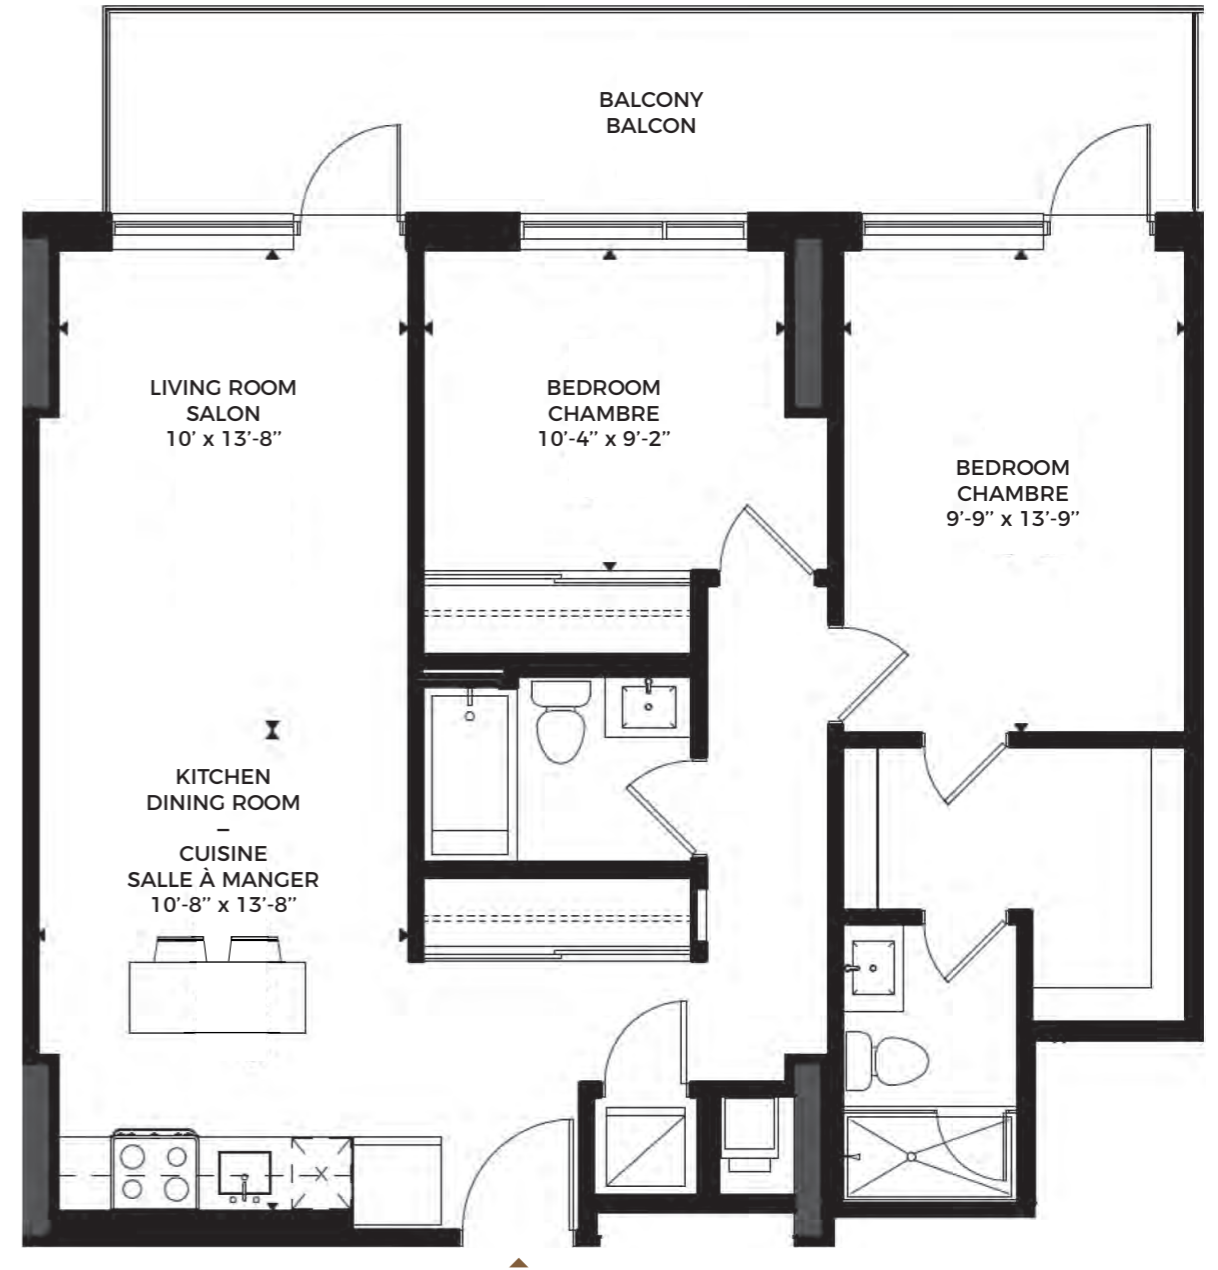 BALCONY
BALCON
LIVING ROOM
SALON
10' x 13'-8’’
BEDROOM
CHAMBRE
10'-4’’ x 9'-2’’
BEDROOM
CHAMBRE
9'-9’’ x 13'-9’’
KITCHEN
DINING ROOM
–
CUISINE
SALLE À MANGER
10'-8’’ x 13'-8’’